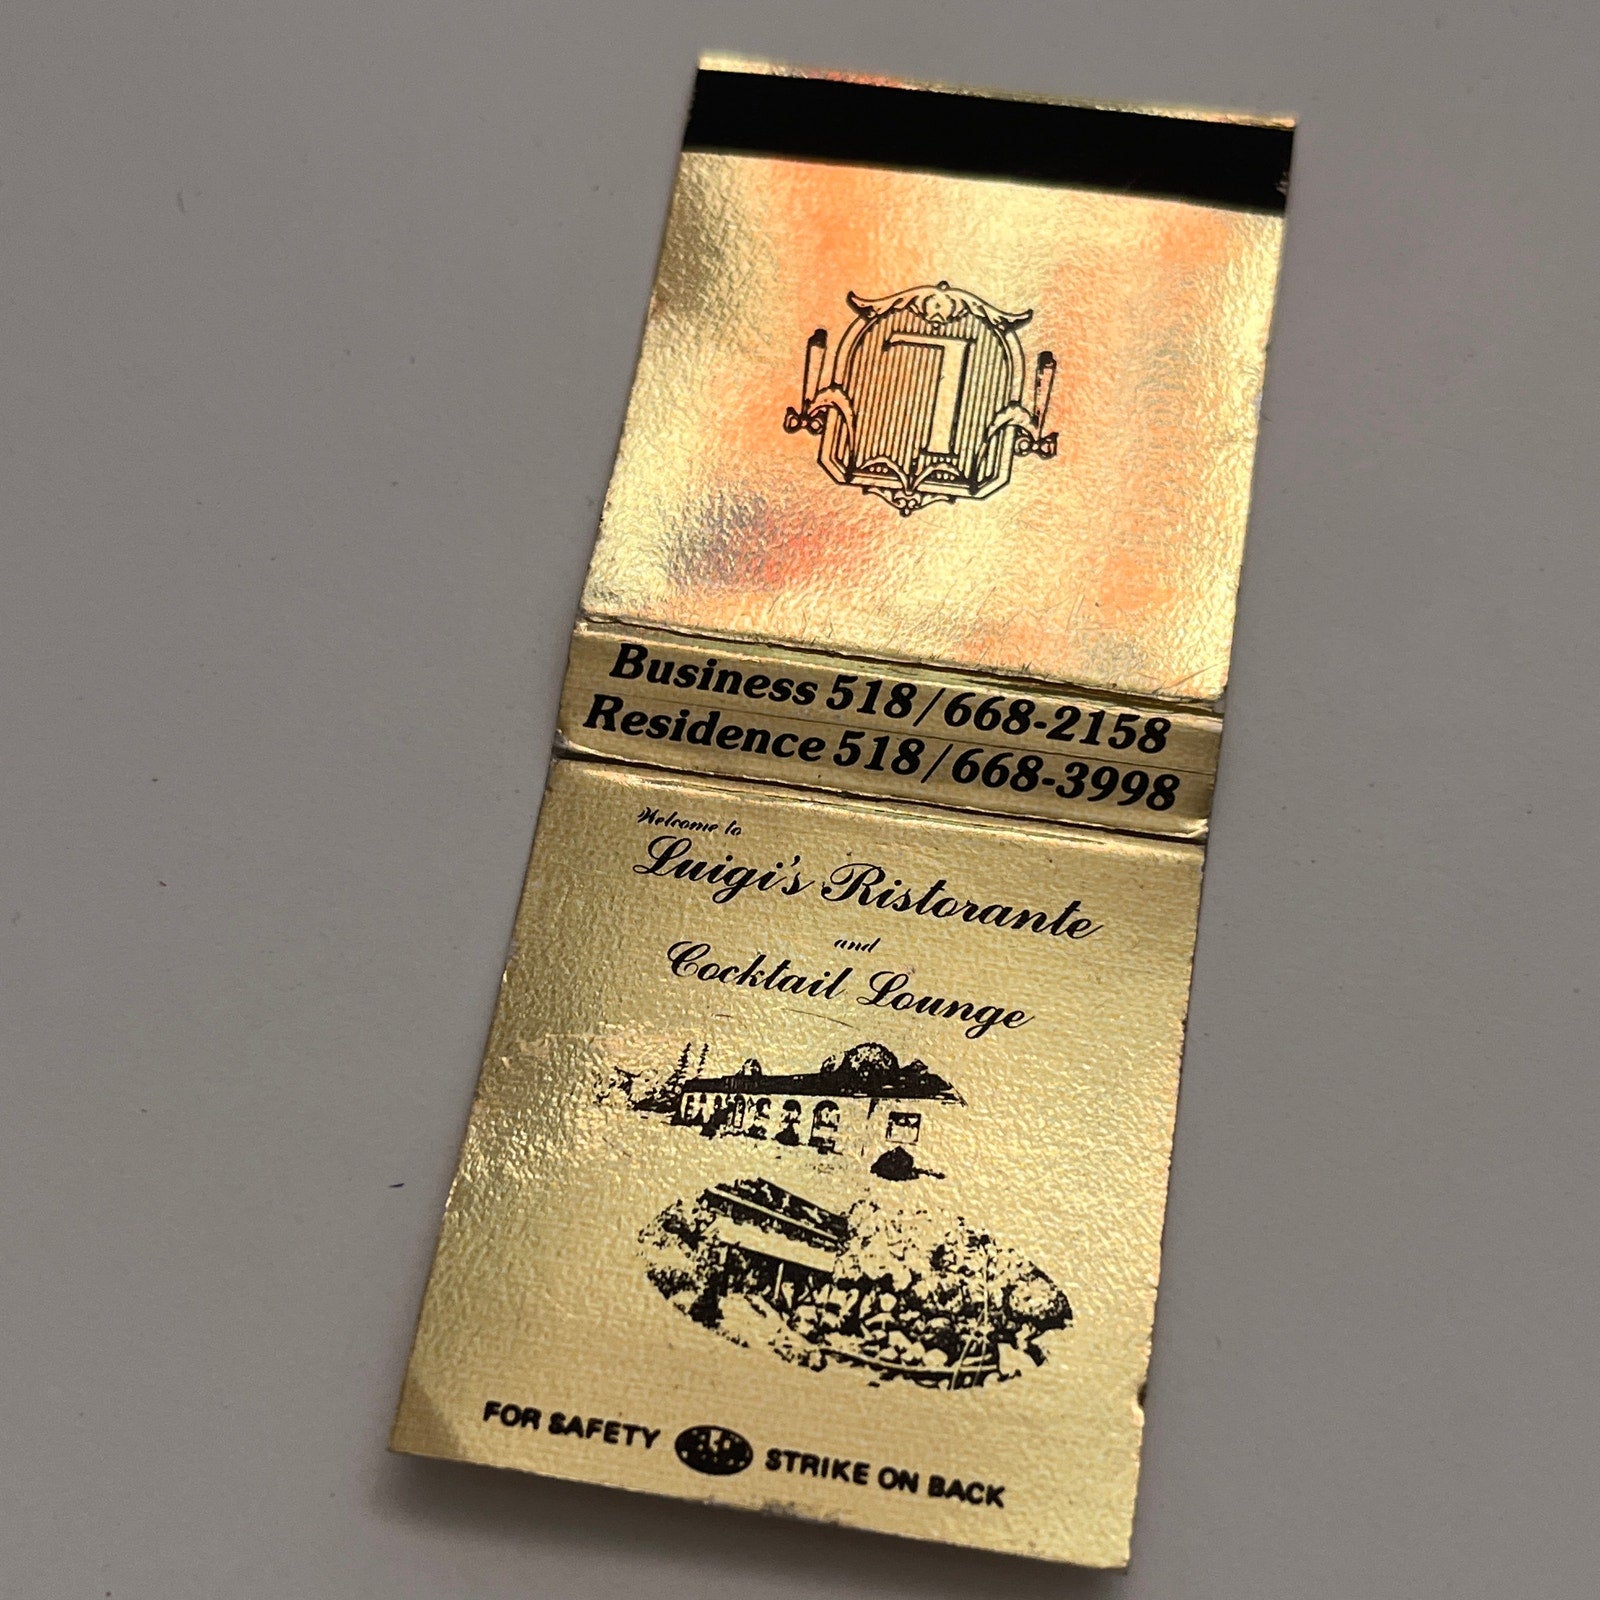 L
Business 518/668-2158
Residence 518/668-3998
Welcome to
Luigi's Ristorante
and
Cocktail Lounge
FOR SAFETY STRIKE ON BACK